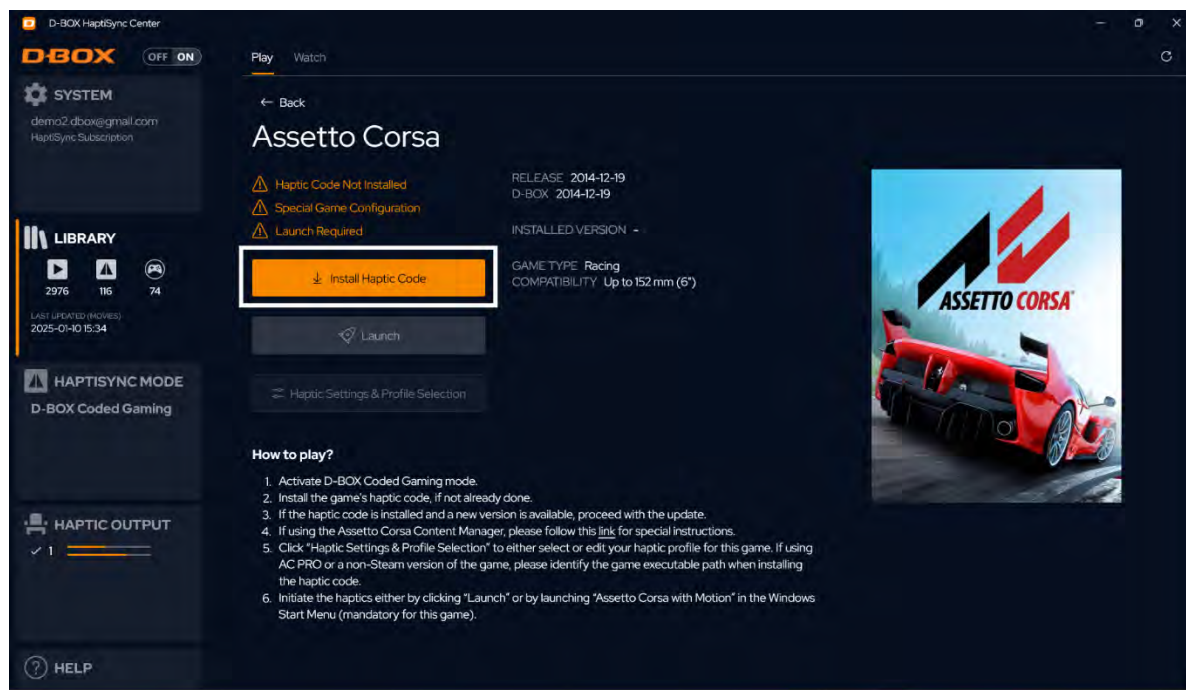 D-BOX HaptiSync Center
D-BOX
OFF ON
Play Watch
SYSTEM
demo2.dbox@gmail.com
HaptiSync Subscription
LIBRARY
2976 116 74
LAST UPDATED (MOVIES)
2025-01-10 15:34
HAPTISYNC MODE
D-BOX Coded Gaming
HAPTIC OUTPUT
1
HELP
← Back
Assetto Corsa
Haptic Code Not Installed
Special Game Configuration
Launch Required
Install Haptic Code
Launch
Haptic Settings & Profile Selection
RELEASE 2014-12-19
D-BOX 2014-12-19
INSTALLED VERSION -
GAME TYPE Racing
COMPATIBILITY Up to 152 mm (6")
ASSETTO CORSA
How to play?
1. Activate D-BOX Coded Gaming mode.
2. Install the game's haptic code, if not already done.
3. If the haptic code is installed and a new version is available, proceed with the update.
4. If using the Assetto Corsa Content Manager, please follow this link for special instructions.
5. Click "Haptic Settings & Profile Selection" to either select or edit your haptic profile for this game. If using
AC PRO or a non-Steam version of the game, please identify the game executable path when installing
the haptic code.
6. Initiate the haptics either by clicking "Launch" or by launching "Assetto Corsa with Motion" in the Windows
Start Menu (mandatory for this game).